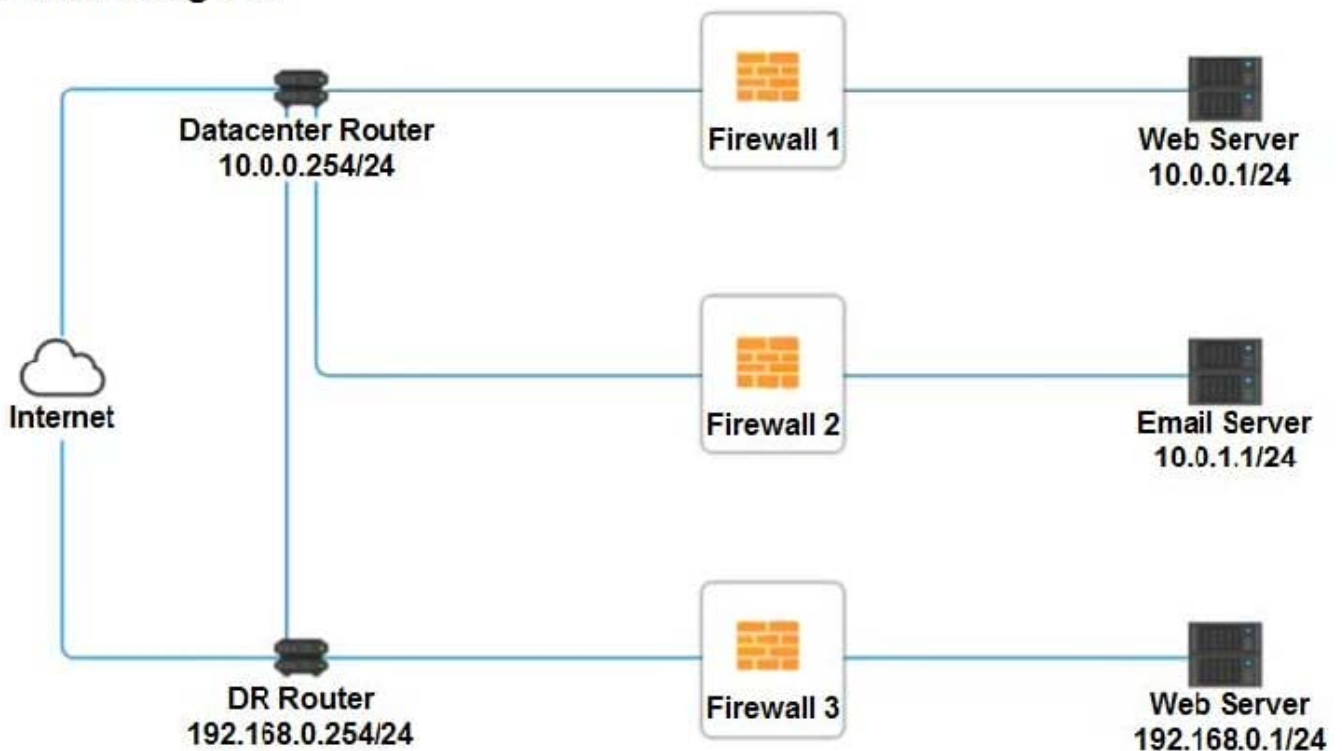 Datacenter Router
10.0.0.254/24
Firewall 1
Web Server
10.0.0.1/24
Internet
Firewall 2
Email Server
10.0.1.1/24
DR Router
192.168.0.254/24
Firewall 3
Web Server
192.168.0.1/24